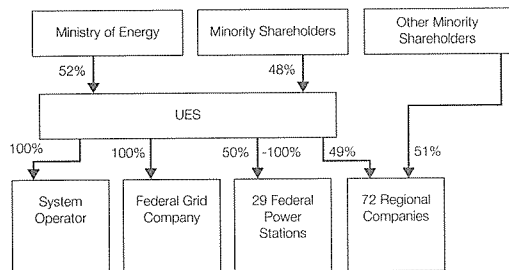 Ministry of Energy
Minority Shareholders
Other Minority
Shareholders
52%
48%
UES
100%
100%
50% -100%
49%
51%
System
Operator
Federal Grid
Company
29 Federal
Power
Stations
72 Regional
Companies